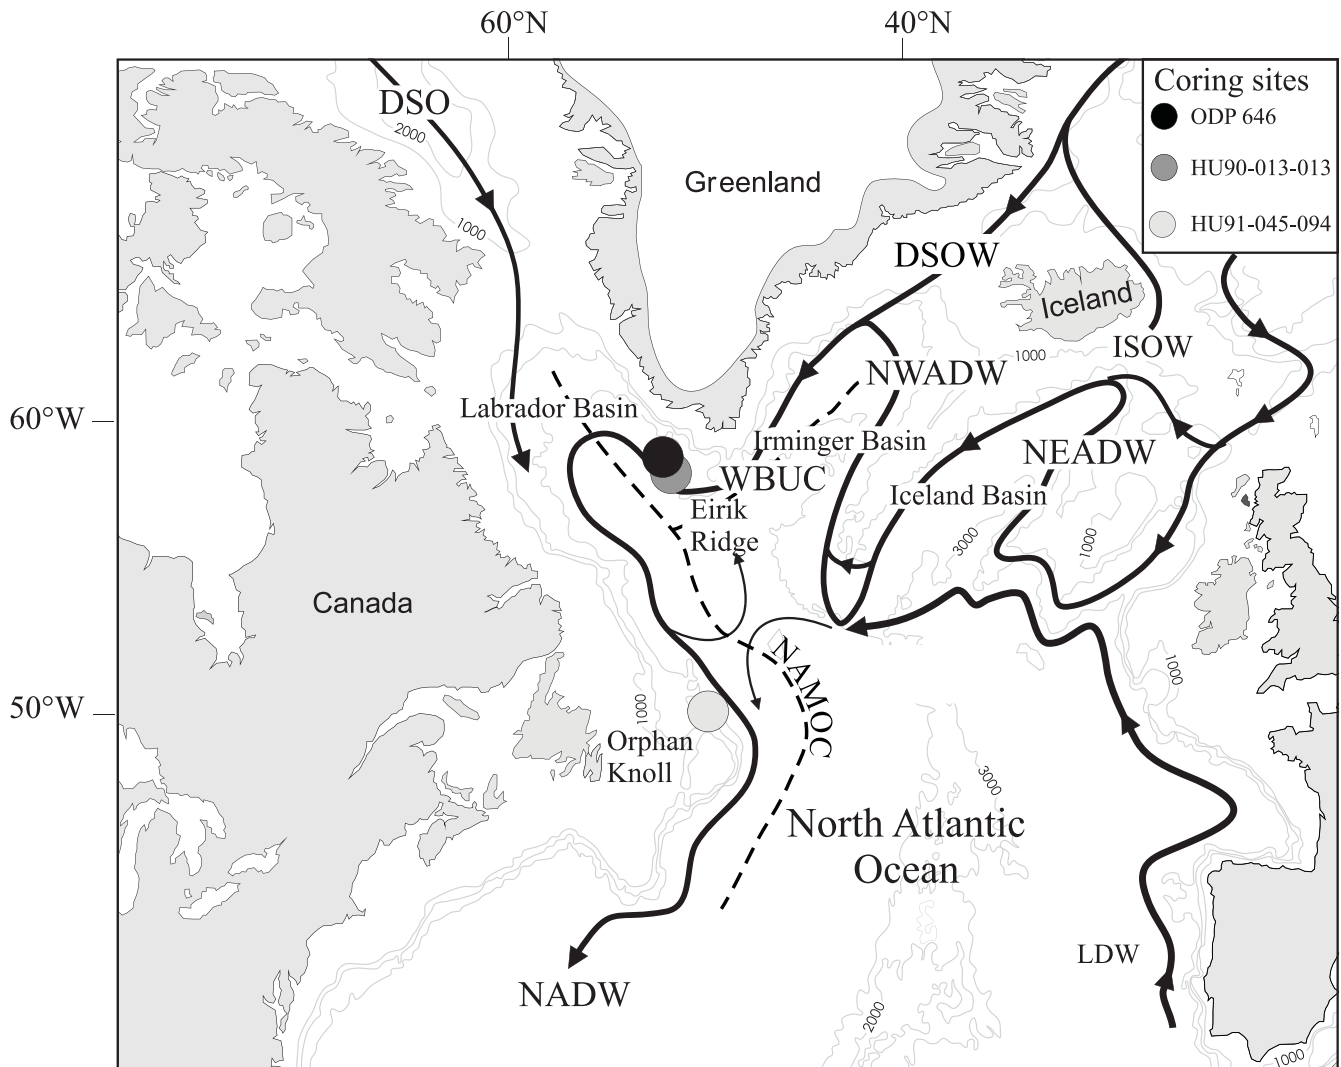 60°N
40°N
Coring sites
ODP 646
HU90-013-013
HU91-045-094
DSO
2000
1000
Greenland
DSOW
Iceland
ISOW
1000
NWADW
60°W
Labrador Basin
Irminger Basin
NEADW
WBUC
Iceland Basin
Eirik
Ridge
3000
1000
Canada
NAMOC
1000
50°W
1000
Orphan
Knoll
3000
North Atlantic
Ocean
LDW
NADW
2000
1000